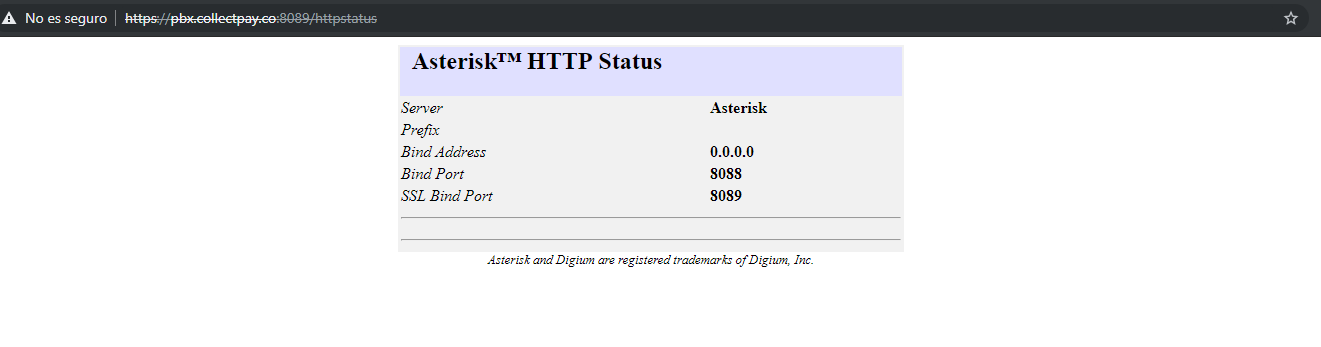 No es seguro https://pbx.collectpay.co:8089/httpstatus
Asterisk™ HTTP Status
Server Asterisk
Prefix
Bind Address 0.0.0.0
Bind Port 8088
SSL Bind Port 8089
Asterisk and Digium are registered trademarks of Digium, Inc.